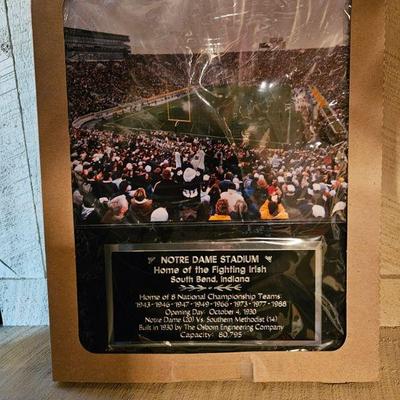 NOTRE DAME STADIUM
Home of the Fighting Irish
South Bend, Indiana
Home of 8 National Championship Teams
1943-1946-1947-1949-1966-1973-1977-1988
Opening Day: October 4, 1930
Notre Dame (20) Vs. Southern Methodist (14)
Built in 1930 by The Osborn Engineering Company
Capacity: 80,795